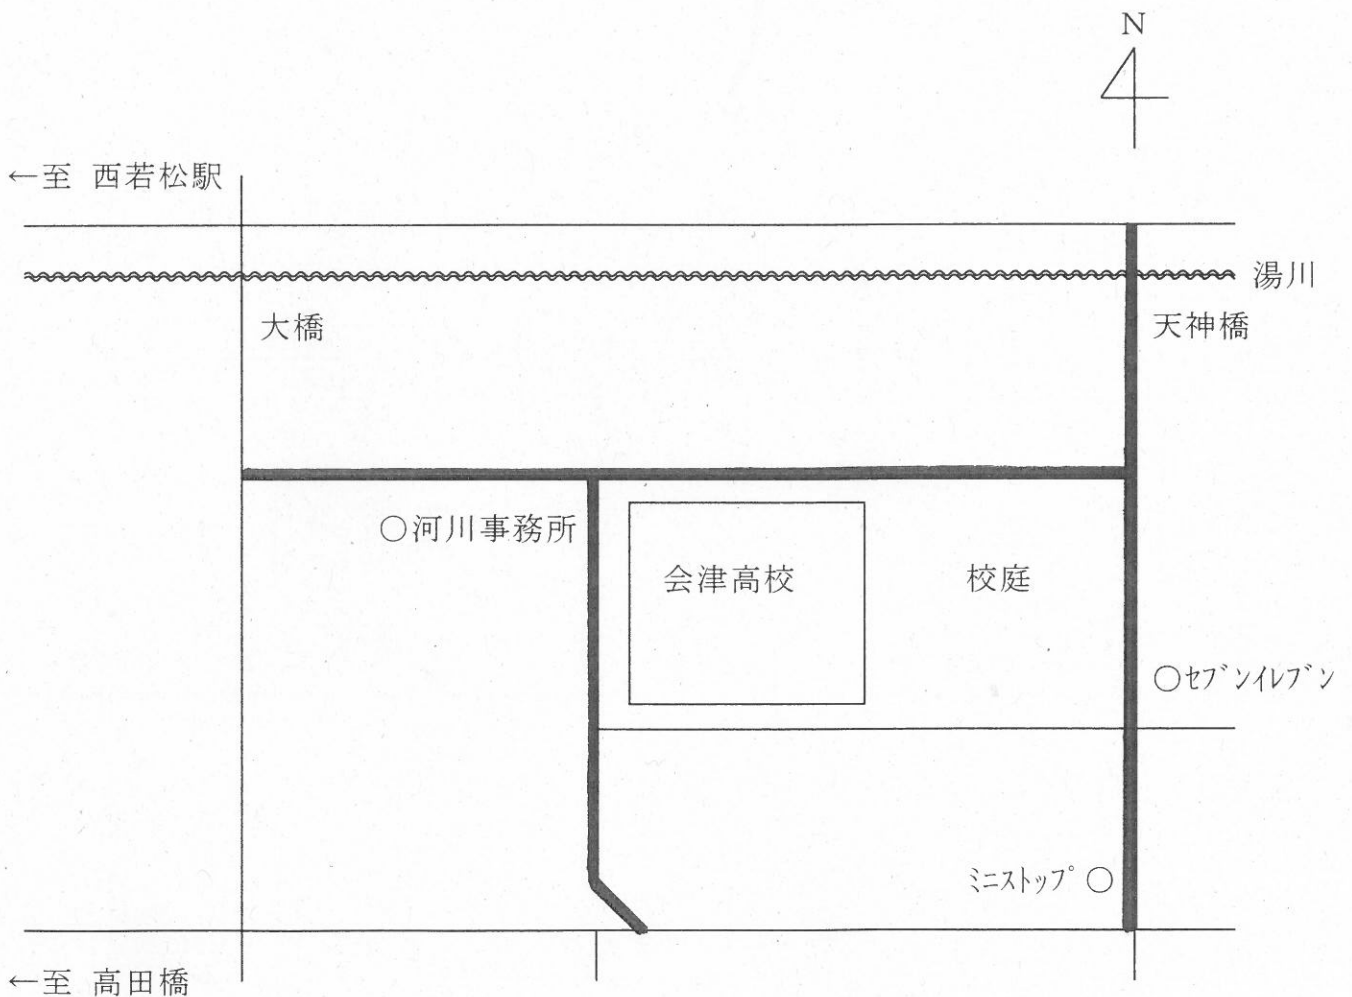 N
←至 西若松駅
湯川
大橋
天神橋
○河川事務所
会津高校
校庭
○ｾﾌﾞﾝｲﾚﾌﾞﾝ
ﾐﾆｽﾄｯﾌﾟ○
←至 高田橋